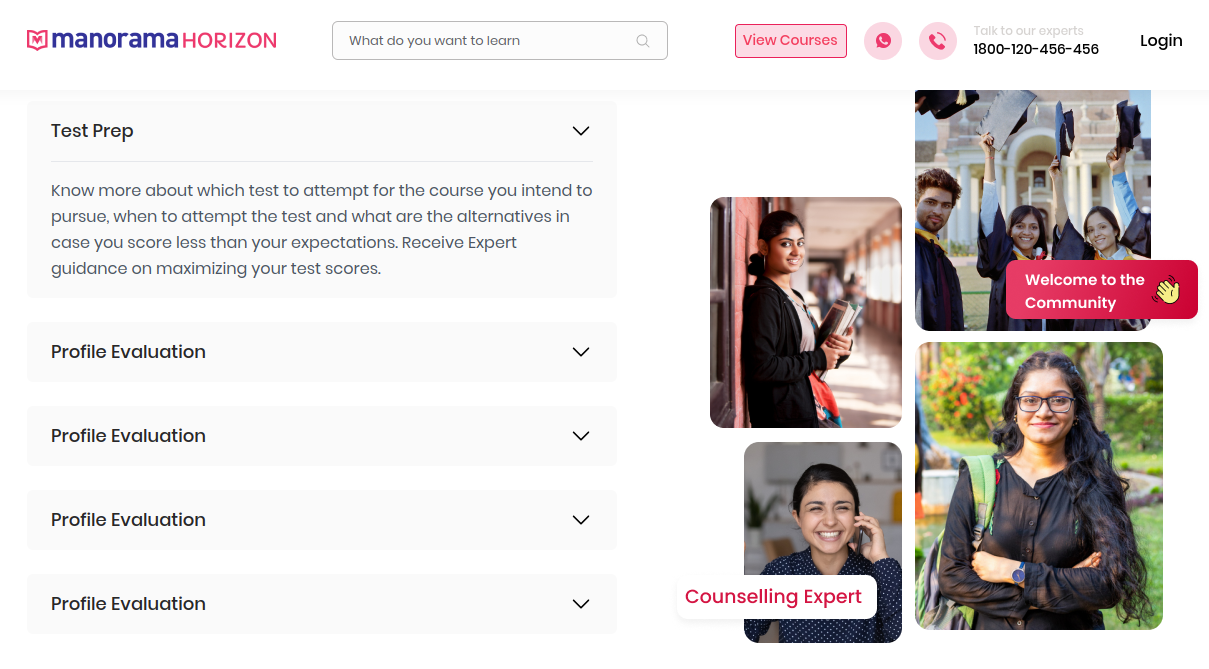 manorama HORIZON
What do you want to learn
View Courses
Talk to our experts
1800-120-456-456
Login
Test Prep
Know more about which test to attempt for the course you intend to
pursue, when to attempt the test and what are the alternatives in
case you score less than your expectations. Receive Expert
guidance on maximizing your test scores.
Profile Evaluation
Profile Evaluation
Profile Evaluation
Profile Evaluation
Welcome to the
Community
Counselling Expert